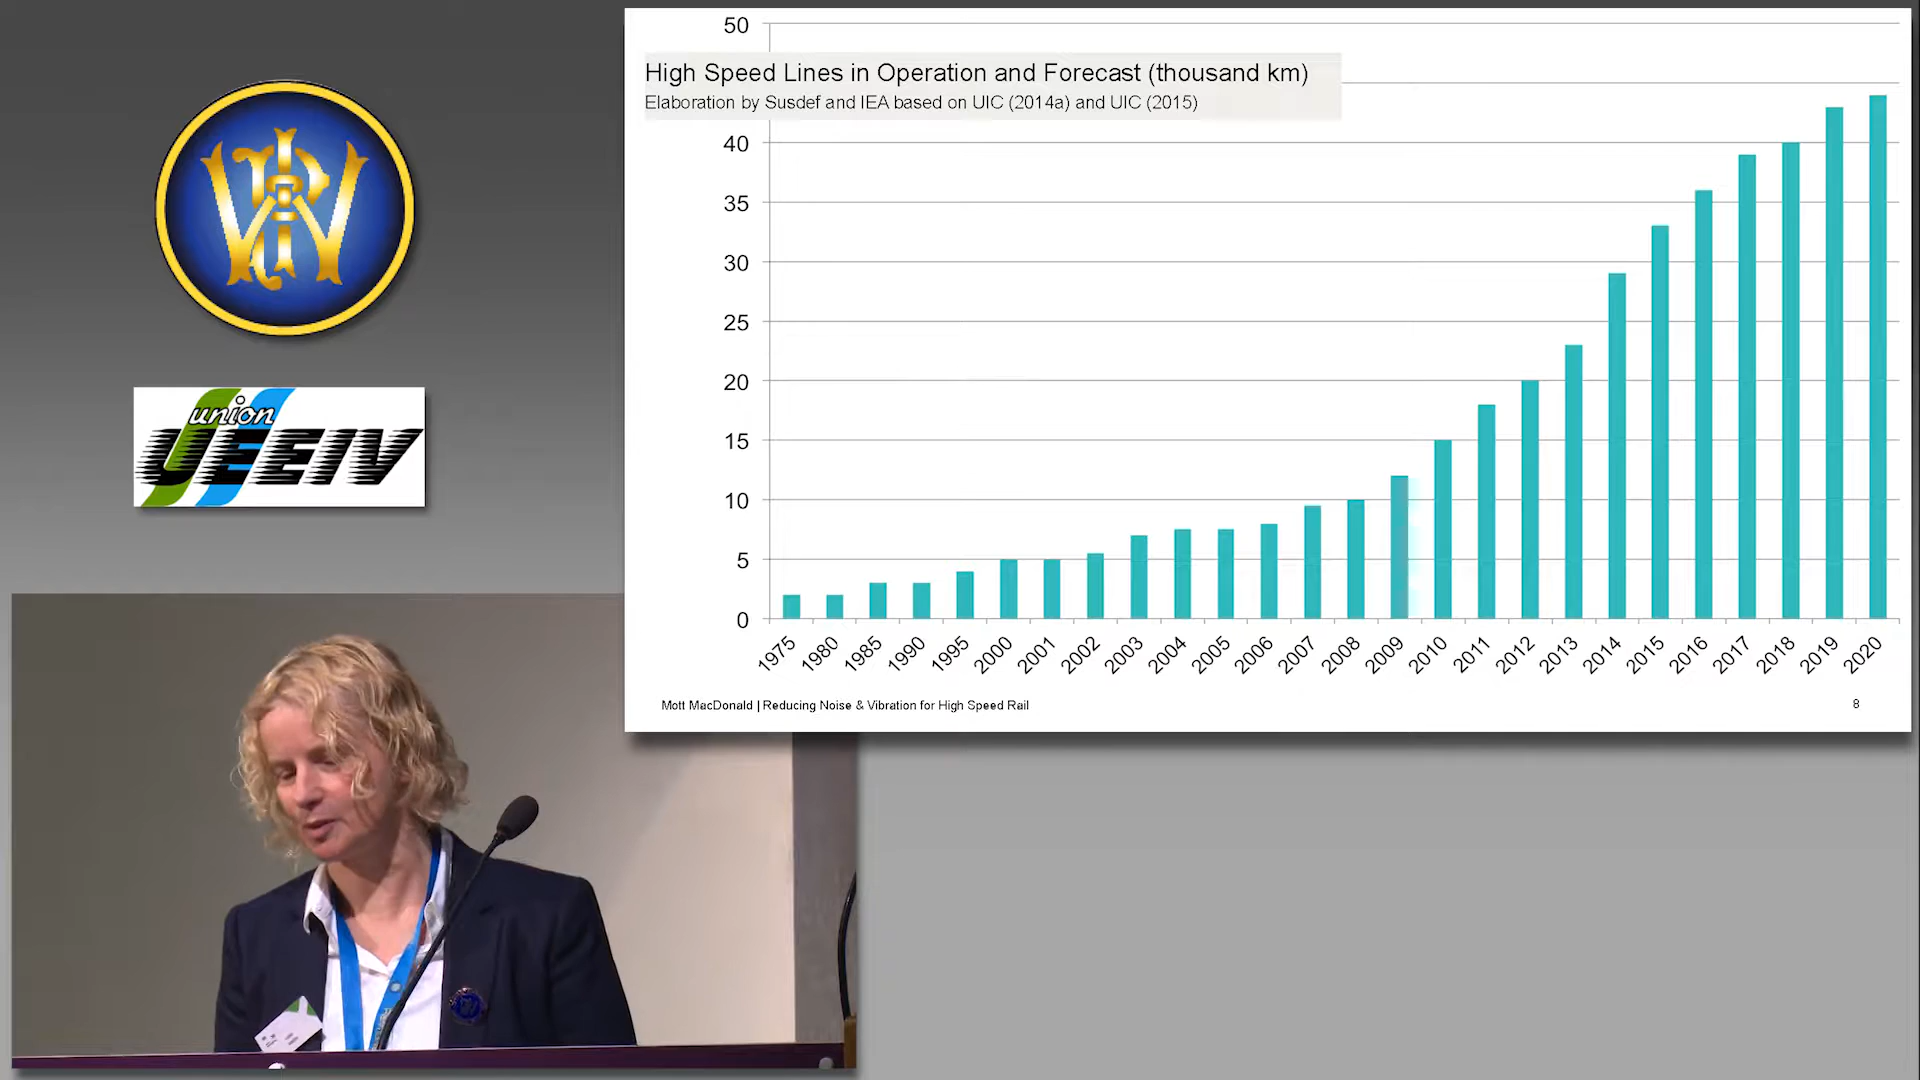 50
High Speed Lines in Operation and Forecast (thousand km)
Elaboration by Susdef and IEA based on UIC (2014a) and UIC (2015)
40
35
30
25
20
15
10
5
0
1975 1980 1985 1990 1995 2000 2001 2002 2003 2004 2005 2006 2007 2008 2009 2010 2011 2012 2013 2014 2015 2016 2017 2018 2019 2020
Mott MacDonald | Reducing Noise & Vibration for High Speed Rail
8
PWI
union
UEEIV